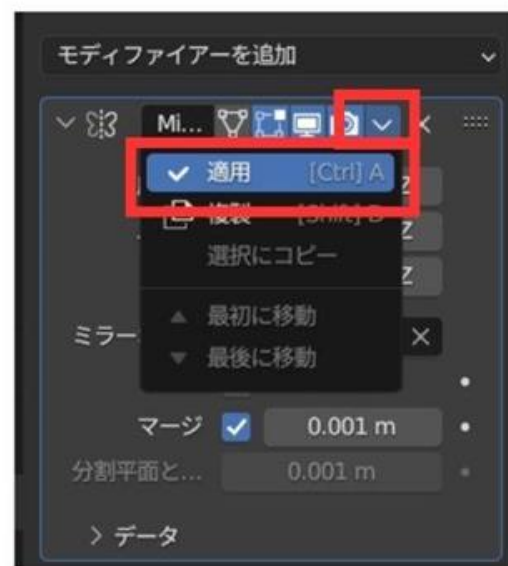 モディファイアーを追加
Mi...
適用 [Ctrl] A
Z
複製 [Shift] D
Z
選択にコピー
Z
最初に移動
ミラー
最後に移動
マージ 0.001 m
分割平面と... 0.001 m
データ